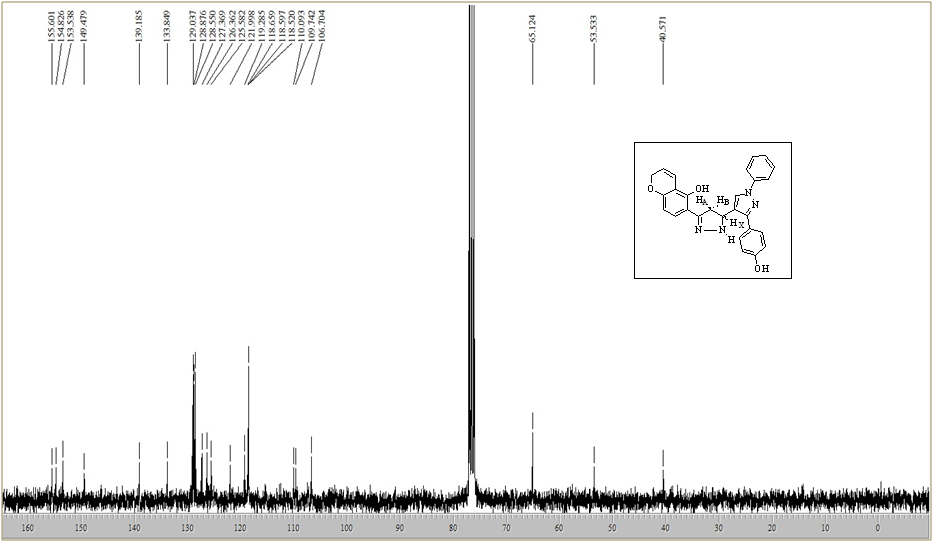 155.601
154.826
153.538
149.479
139.185
133.849
129.037
128.876
128.550
127.369
126.362
125.582
121.998
119.285
118.659
118.597
118.520
110.093
109.742
106.704
65.124
53.533
40.571
N
O
OH
HA
HB
N
HX
N
N
H
OH
160 150 140 130 120 110 100 90 80 70 60 50 40 30 20 10 0